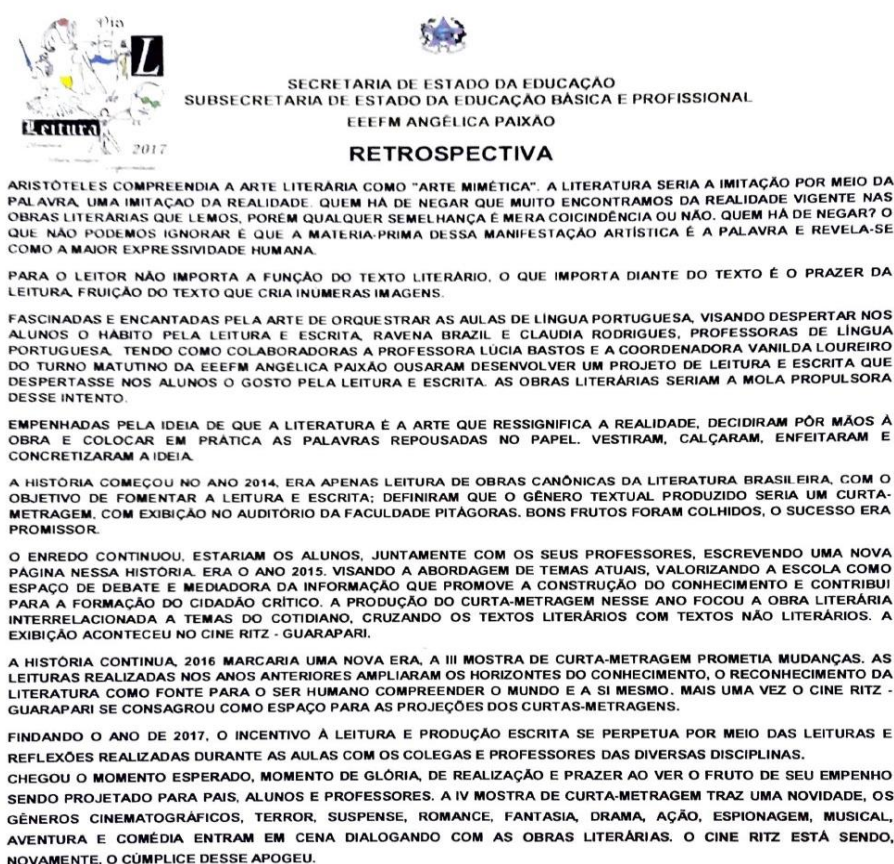 Dia
L
Leitura
2017
SECRETARIA DE ESTADO DA EDUCAÇÃO
SUBSECRETARIA DE ESTADO DA EDUCAÇÃO BÁSICA E PROFISSIONAL
EEEFM ANGÉLICA PAIXÃO
RETROSPECTIVA
ARISTÓTELES COMPREENDIA A ARTE LITERÁRIA COMO "ARTE MIMÉTICA". A LITERATURA SERIA A IMITAÇÃO POR MEIO DA
PALAVRA, UMA IMITAÇÃO DA REALIDADE. QUEM HÁ DE NEGAR QUE MUITO ENCONTRAMOS DA REALIDADE VIGENTE NAS
OBRAS LITERÁRIAS QUE LEMOS, PORÉM QUALQUER SEMELHANÇA É MERA COICINDÊNCIA OU NÃO. QUEM HÁ DE NEGAR? O
QUE NÃO PODEMOS IGNORAR É QUE A MATERIA-PRIMA DESSA MANIFESTAÇÃO ARTÍSTICA É A PALAVRA E REVELA-SE
COMO A MAIOR EXPRESSIVIDADE HUMANA.
PARA O LEITOR NÃO IMPORTA A FUNÇÃO DO TEXTO LITERÁRIO, O QUE IMPORTA DIANTE DO TEXTO É O PRAZER DA
LEITURA, FRUIÇÃO DO TEXTO QUE CRIA INUMERAS IMAGENS.
FASCINADAS E ENCANTADAS PELA ARTE DE ORQUESTRAR AS AULAS DE LÍNGUA PORTUGUESA, VISANDO DESPERTAR NOS
ALUNOS O HÁBITO PELA LEITURA E ESCRITA, RAVENA BRAZIL E CLAUDIA RODRIGUES, PROFESSORAS DE LÍNGUA
PORTUGUESA, TENDO COMO COLABORADORAS A PROFESSORA LÚCIA BASTOS E A COORDENADORA VANILDA LOUREIRO
DO TURNO MATUTINO DA EEEFM ANGÉLICA PAIXÃO OUSARAM DESENVOLVER UM PROJETO DE LEITURA E ESCRITA QUE
DESPERTASSE NOS ALUNOS O GOSTO PELA LEITURA E ESCRITA. AS OBRAS LITERÁRIAS SERIAM A MOLA PROPULSORA
DESSE INTENTO.
EMPENHADAS PELA IDEIA DE QUE A LITERATURA É A ARTE QUE RESSIGNIFICA A REALIDADE, DECIDIRAM PÔR MÃOS À
OBRA E COLOCAR EM PRÁTICA AS PALAVRAS REPOUSADAS NO PAPEL. VESTIRAM, CALÇARAM, ENFEITARAM E
CONCRETIZARAM A IDEIA.
A HISTÓRIA COMEÇOU NO ANO 2014, ERA APENAS LEITURA DE OBRAS CANÔNICAS DA LITERATURA BRASILEIRA, COM O
OBJETIVO DE FOMENTAR A LEITURA E ESCRITA; DEFINIRAM QUE O GÊNERO TEXTUAL PRODUZIDO SERIA UM CURTA-
METRAGEM, COM EXIBIÇÃO NO AUDITÓRIO DA FACULDADE PITÁGORAS. BONS FRUTOS FORAM COLHIDOS, O SUCESSO ERA
PROMISSOR.
O ENREDO CONTINUOU. ESTARIAM OS ALUNOS, JUNTAMENTE COM OS SEUS PROFESSORES, ESCREVENDO UMA NOVA
PÁGINA NESSA HISTÓRIA. ERA O ANO 2015. VISANDO A ABORDAGEM DE TEMAS ATUAIS, VALORIZANDO A ESCOLA COMO
ESPAÇO DE DEBATE E MEDIADORA DA INFORMAÇÃO QUE PROMOVE A CONSTRUÇÃO DO CONHECIMENTO E CONTRIBUI
PARA A FORMAÇÃO DO CIDADÃO CRÍTICO. A PRODUÇÃO DO CURTA-METRAGEM NESSE ANO FOCOU A OBRA LITERÁRIA
INTERRELACIONADA A TEMAS DO COTIDIANO, CRUZANDO OS TEXTOS LITERÁRIOS COM TEXTOS NÃO LITERÁRIOS. A
EXIBIÇÃO ACONTECEU NO CINE RITZ - GUARAPARI.
A HISTÓRIA CONTINUA, 2016 MARCARIA UMA NOVA ERA, A III MOSTRA DE CURTA-METRAGEM PROMETIA MUDANÇAS. AS
LEITURAS REALIZADAS NOS ANOS ANTERIORES AMPLIARAM OS HORIZONTES DO CONHECIMENTO, O RECONHECIMENTO DA
LITERATURA COMO FONTE PARA O SER HUMANO COMPREENDER O MUNDO E A SI MESMO. MAIS UMA VEZ O CINE RITZ -
GUARAPARI SE CONSAGROU COMO ESPAÇO PARA AS PROJEÇÕES DOS CURTAS-METRAGENS.
FINDANDO O ANO DE 2017, O INCENTIVO À LEITURA E PRODUÇÃO ESCRITA SE PERPETUA POR MEIO DAS LEITURAS E
REFLEXÕES REALIZADAS DURANTE AS AULAS COM OS COLEGAS E PROFESSORES DAS DIVERSAS DISCIPLINAS.
CHEGOU O MOMENTO ESPERADO, MOMENTO DE GLÓRIA, DE REALIZAÇÃO E PRAZER AO VER O FRUTO DE SEU EMPENHO
SENDO PROJETADO PARA PAIS, ALUNOS E PROFESSORES. A IV MOSTRA DE CURTA-METRAGEM TRAZ UMA NOVIDADE, OS
GÊNEROS CINEMATOGRÁFICOS, TERROR, SUSPENSE, ROMANCE, FANTASIA, DRAMA, AÇÃO, ESPIONAGEM, MUSICAL,
AVENTURA E COMÉDIA ENTRAM EM CENA DIALOGANDO COM AS OBRAS LITERÁRIAS. O CINE RITZ ESTÁ SENDO,
NOVAMENTE, O CÚMPLICE DESSE APOGEU.